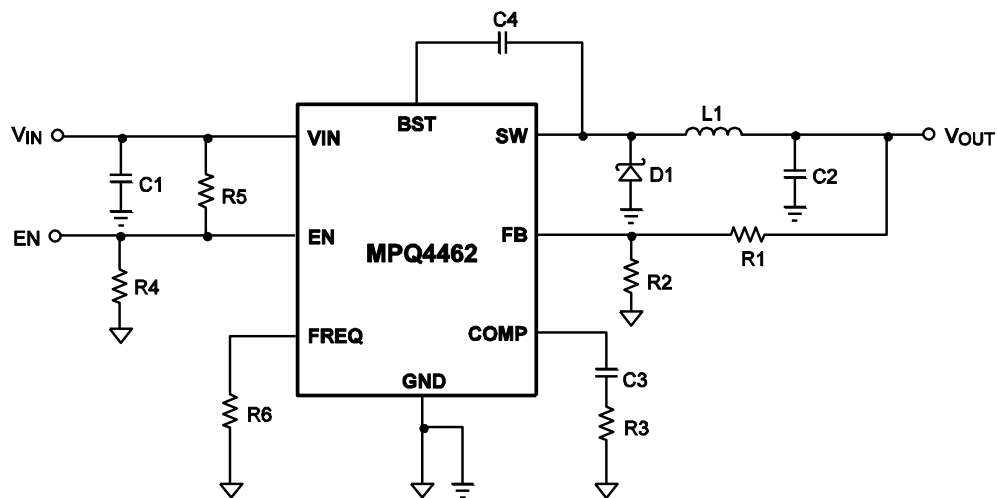 C4
VIN
VIN
BST
SW
L1
VOUT
C1
R5
D1
C2
EN
EN
MPQ4462
FB
R1
R4
R2
FREQ
COMP
GND
C3
R6
R3